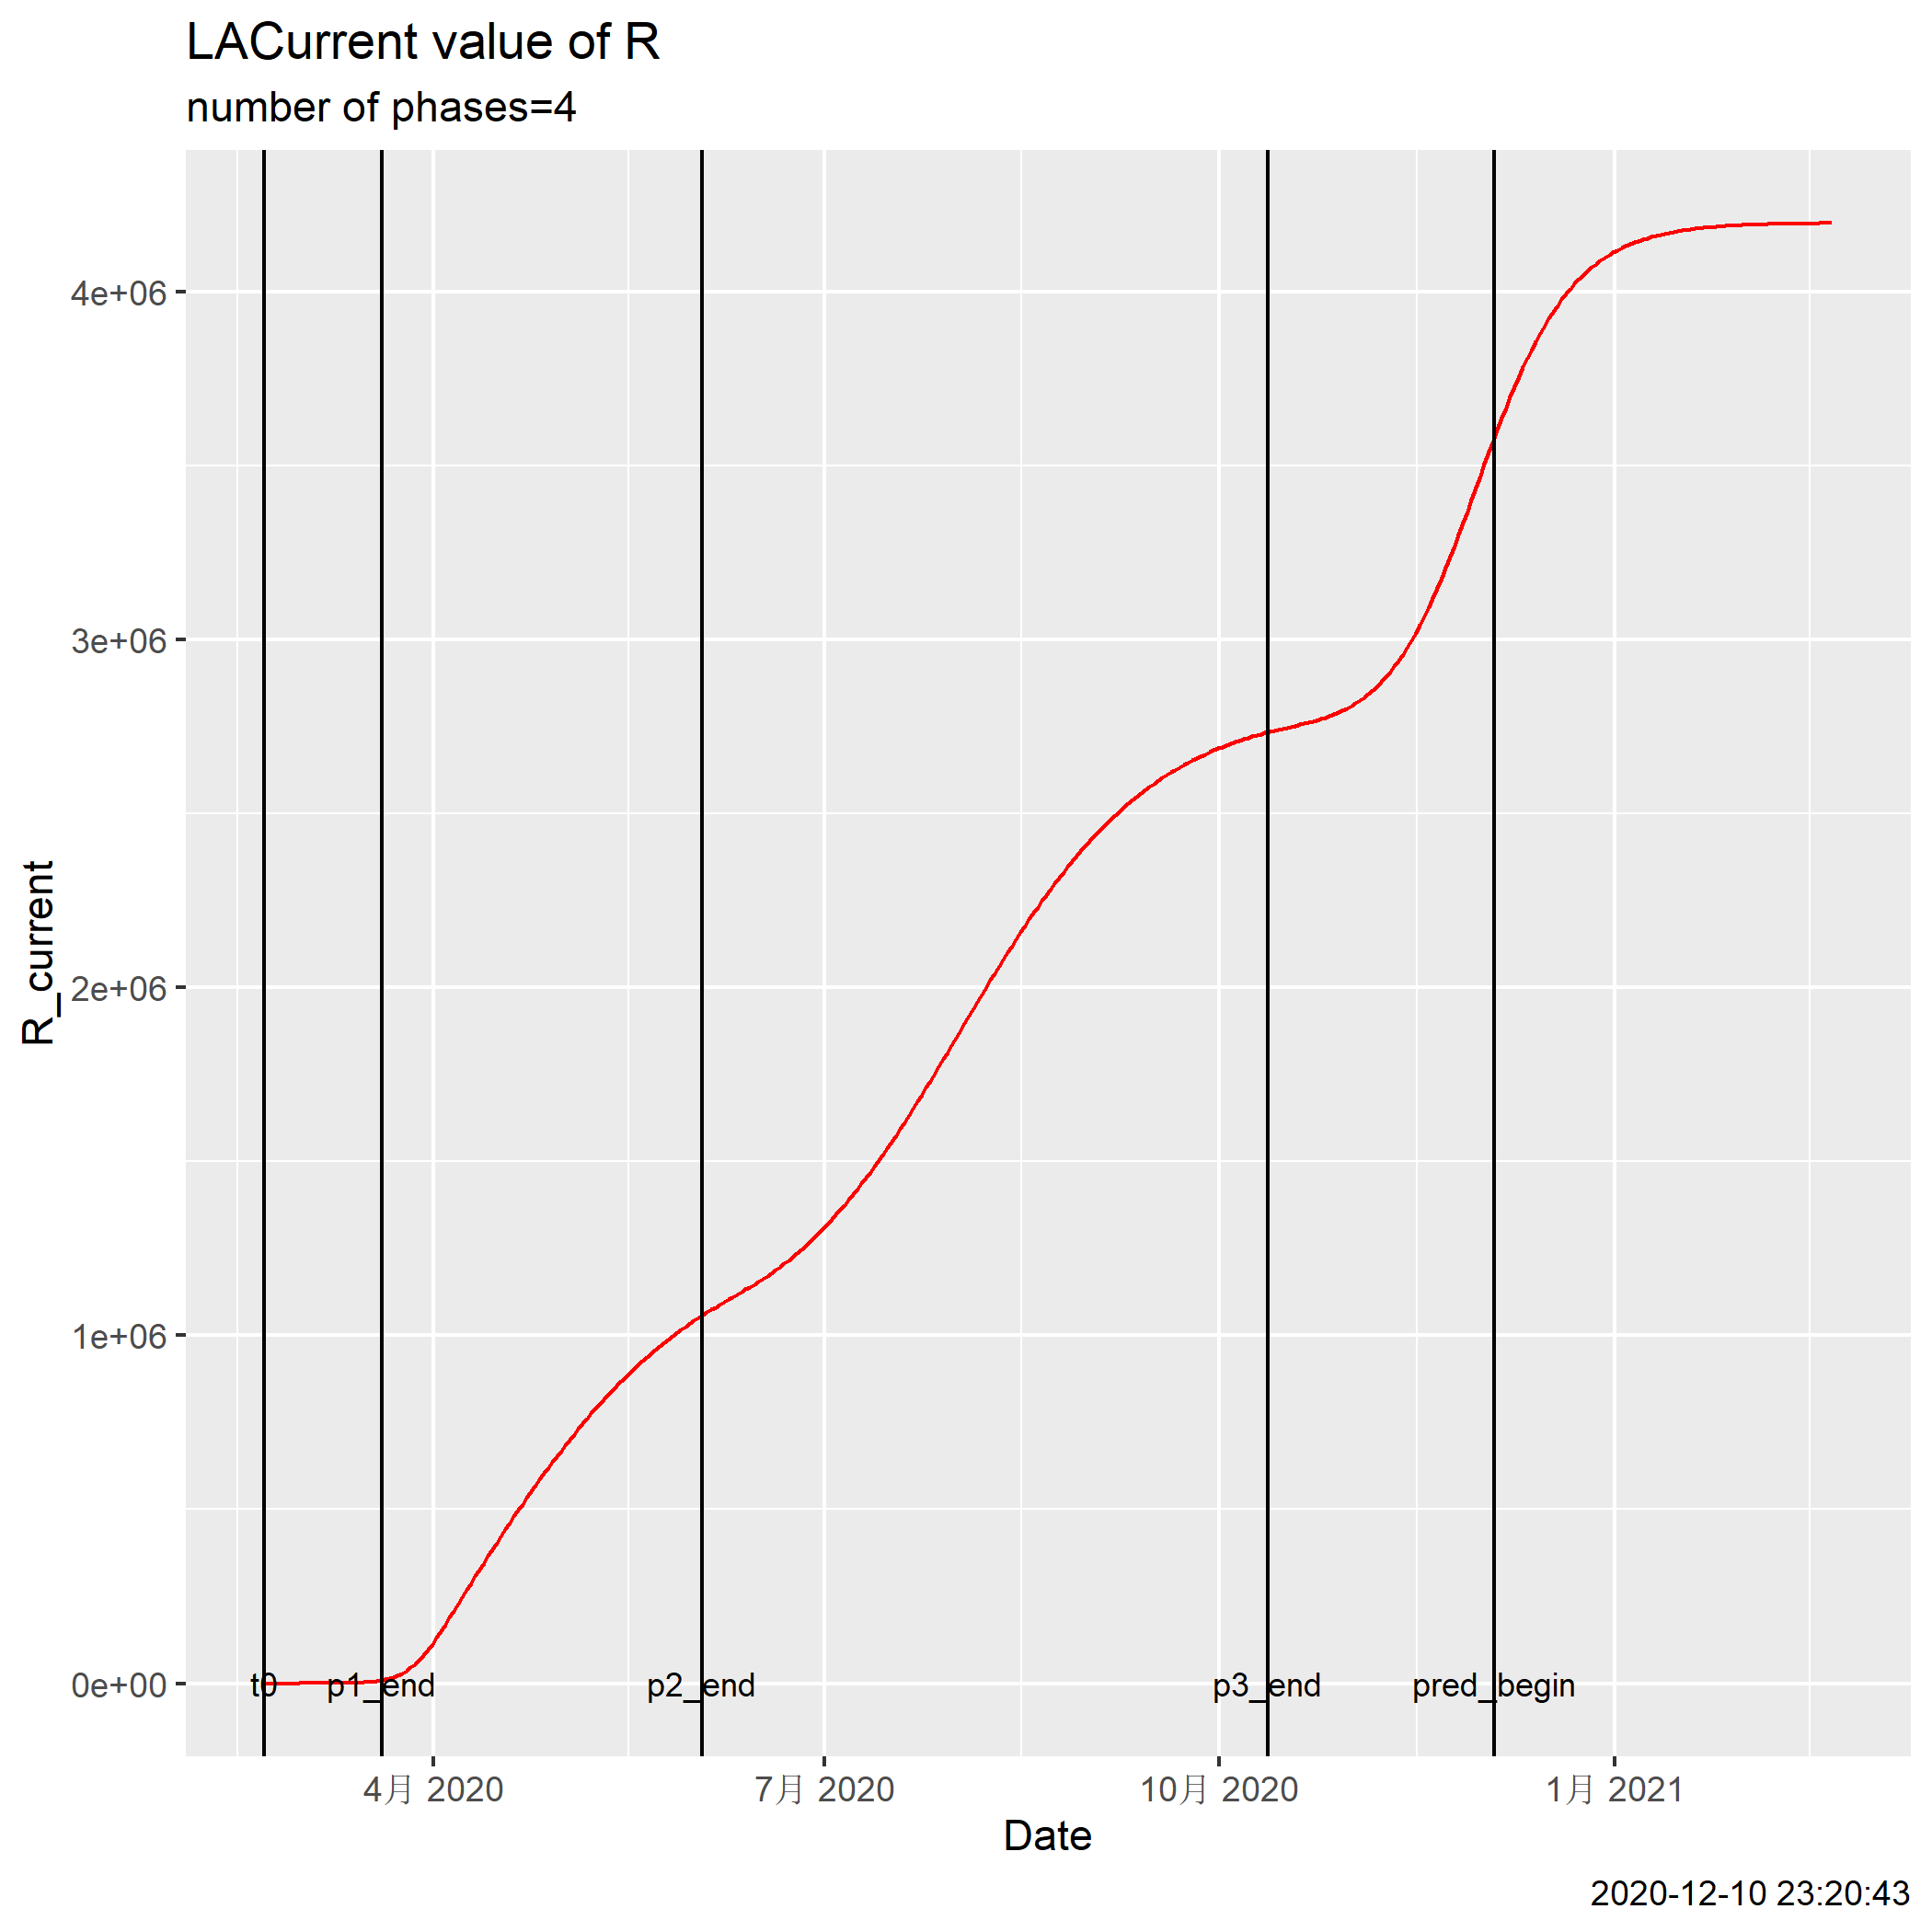 LACurrent value of R
number of phases=4
R_current
4e+06
3e+06
2e+06
1e+06
0e+00
t0 p1_end p2_end p3_end pred_begin
4月 2020 7月 2020 10月 2020 1月 2021
Date
2020-12-10 23:20:43